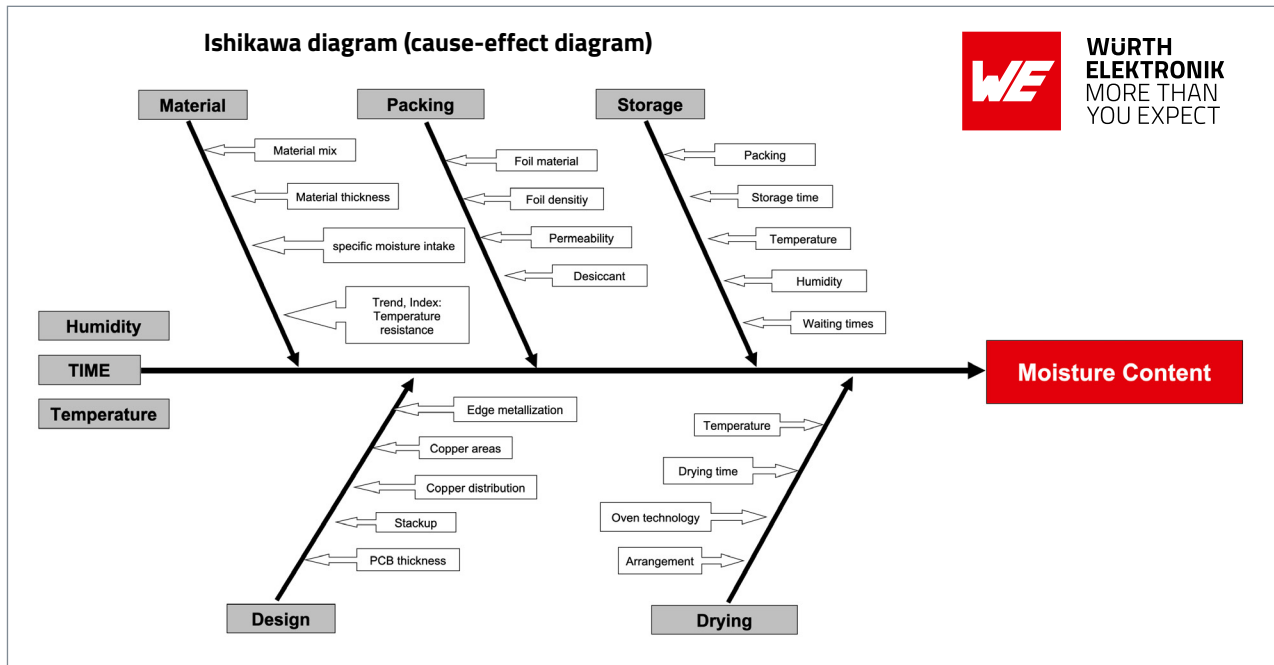 Ishikawa diagram (cause-effect diagram)
WE
WÜRTH
ELEKTRONIK
MORE THAN
YOU EXPECT
Material
Packing
Storage
Material mix
Material thickness
specific moisture intake
Trend, Index:
Temperature
resistance
Foil material
Foil densitiy
Permeability
Desiccant
Packing
Storage time
Temperature
Humidity
Waiting times
Humidity
TIME
Temperature
Moisture Content
Edge metallization
Copper areas
Copper distribution
Stackup
PCB thickness
Temperature
Drying time
Oven technology
Arrangement
Design
Drying